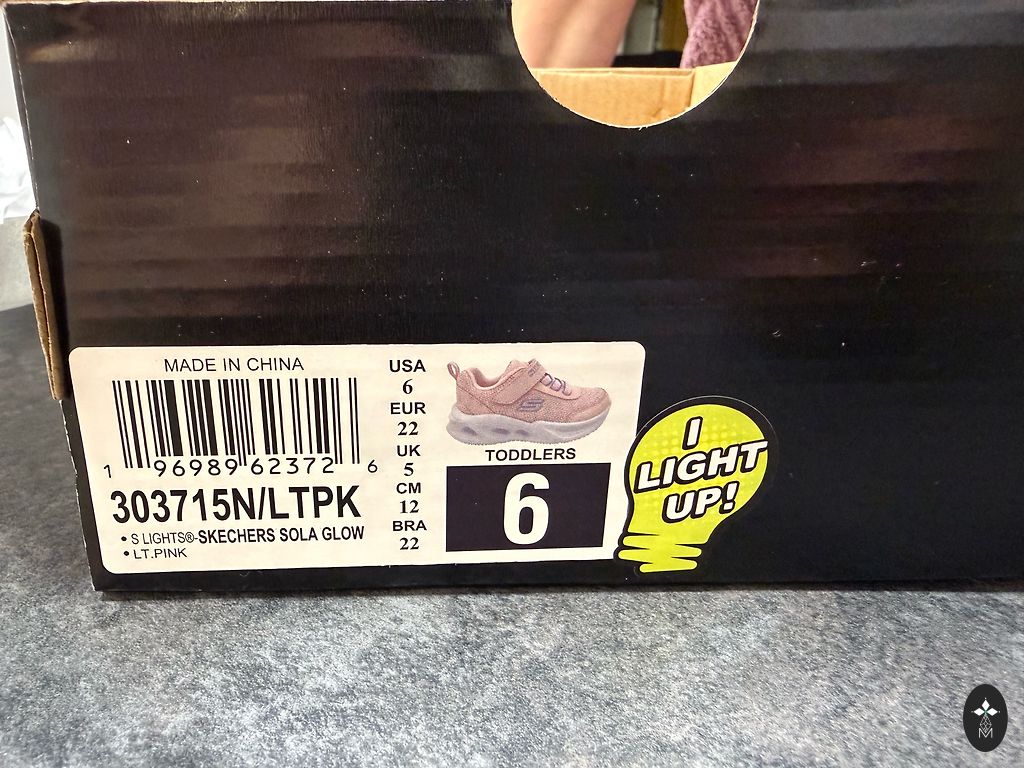 MADE IN CHINA
1 96989 62372 6
303715N/LTPK
• S LIGHTS®-SKECHERS SOLA GLOW
• LT.PINK
USA
6
EUR
22
UK
5
CM
12
BRA
22
TODDLERS
6
I
LIGHT
UP!
M